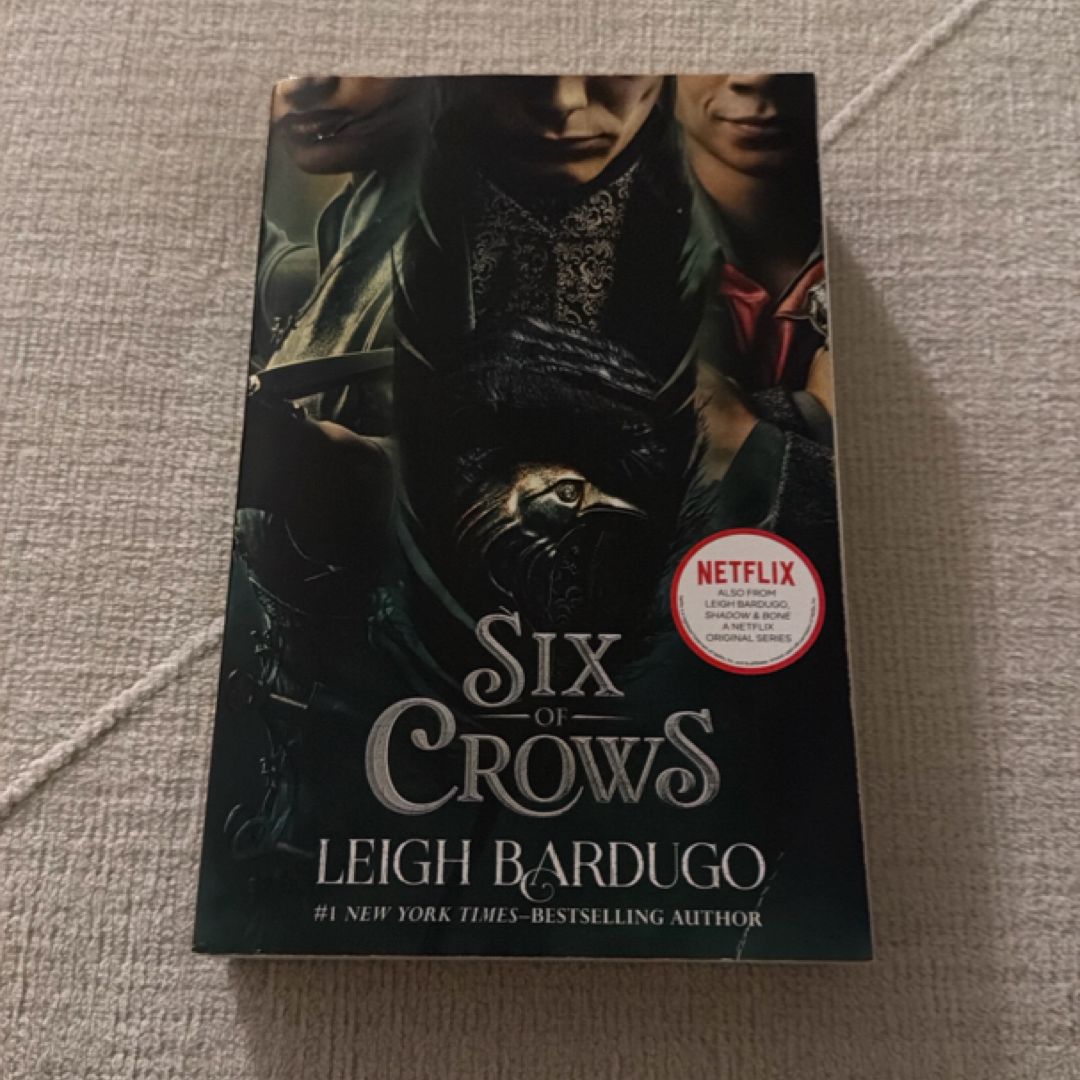 NETFLIX
ALSO FROM
LEIGH BARDUGO,
SHADOW & BONE
A NETFLIX
ORIGINAL SERIES
SIX
OF
CROWS
LEIGH BARDUGO
#1 NEW YORK TIMES–BESTSELLING AUTHOR